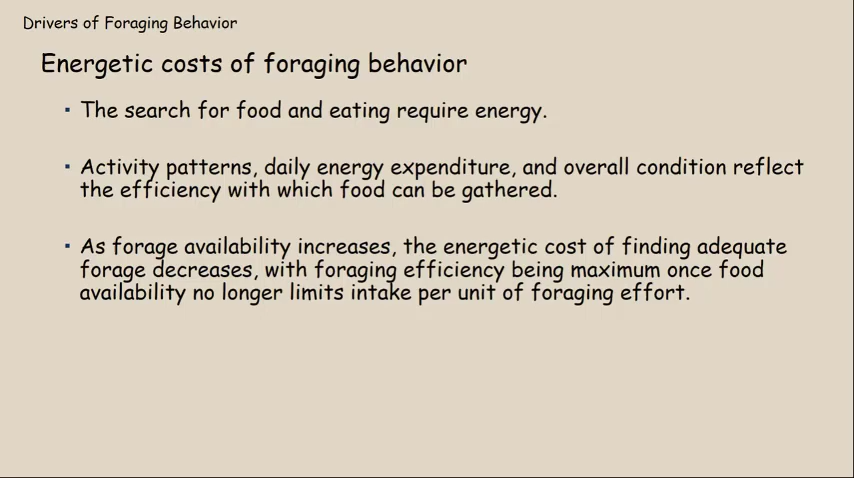 Drivers of Foraging Behavior
Energetic costs of foraging behavior
▪ The search for food and eating require energy.
▪ Activity patterns, daily energy expenditure, and overall condition reflect
the efficiency with which food can be gathered.
▪ As forage availability increases, the energetic cost of finding adequate
forage decreases, with foraging efficiency being maximum once food
availability no longer limits intake per unit of foraging effort.